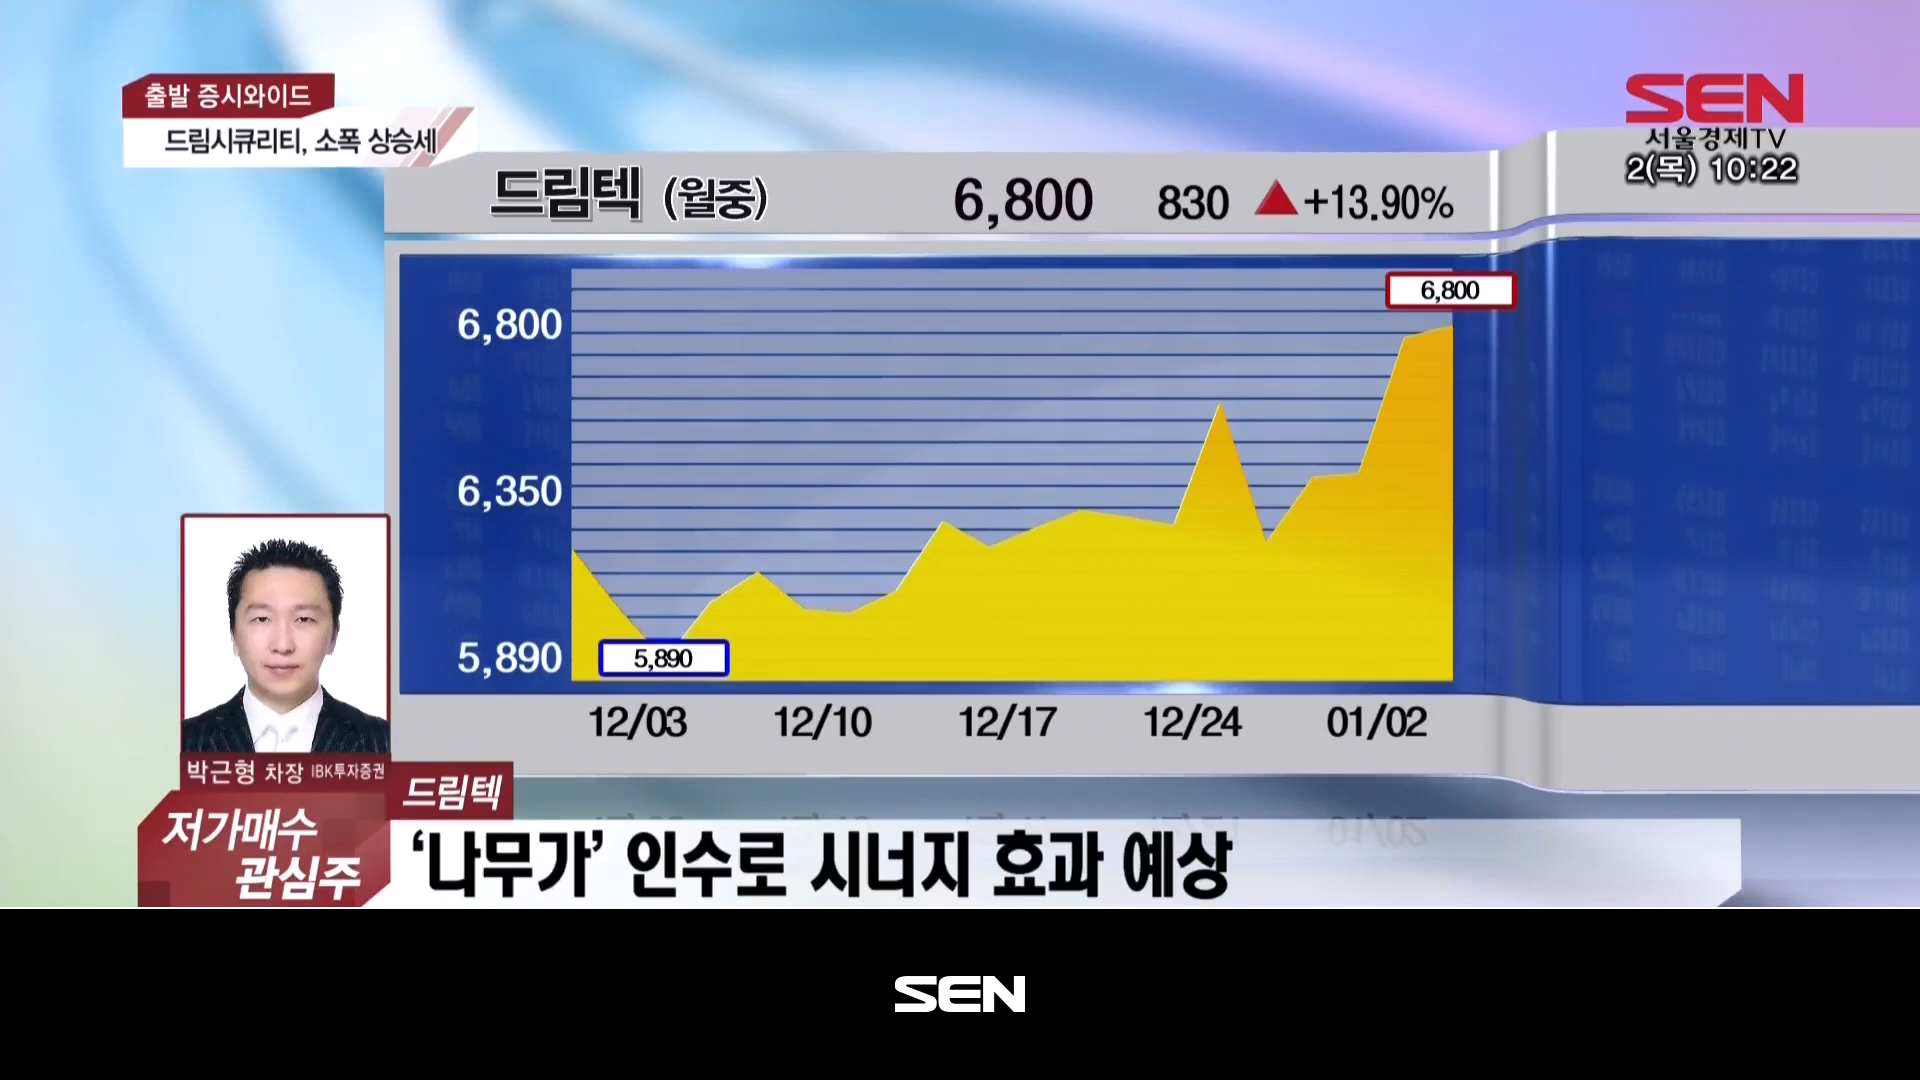 출발 증시와이드
드림시큐리티, 소폭 상승세
SEN
서울경제TV
2(목) 10:22
드림텍 (월중) 6,800 830 ▲+13.90%
6,800
6,800
6,350
5,890
5,890
12/03 12/10 12/17 12/24 01/02
박근형 차장 IBK투자증권
드림텍
저가매수
관심주
‘나무가’ 인수로 시너지 효과 예상
SEN